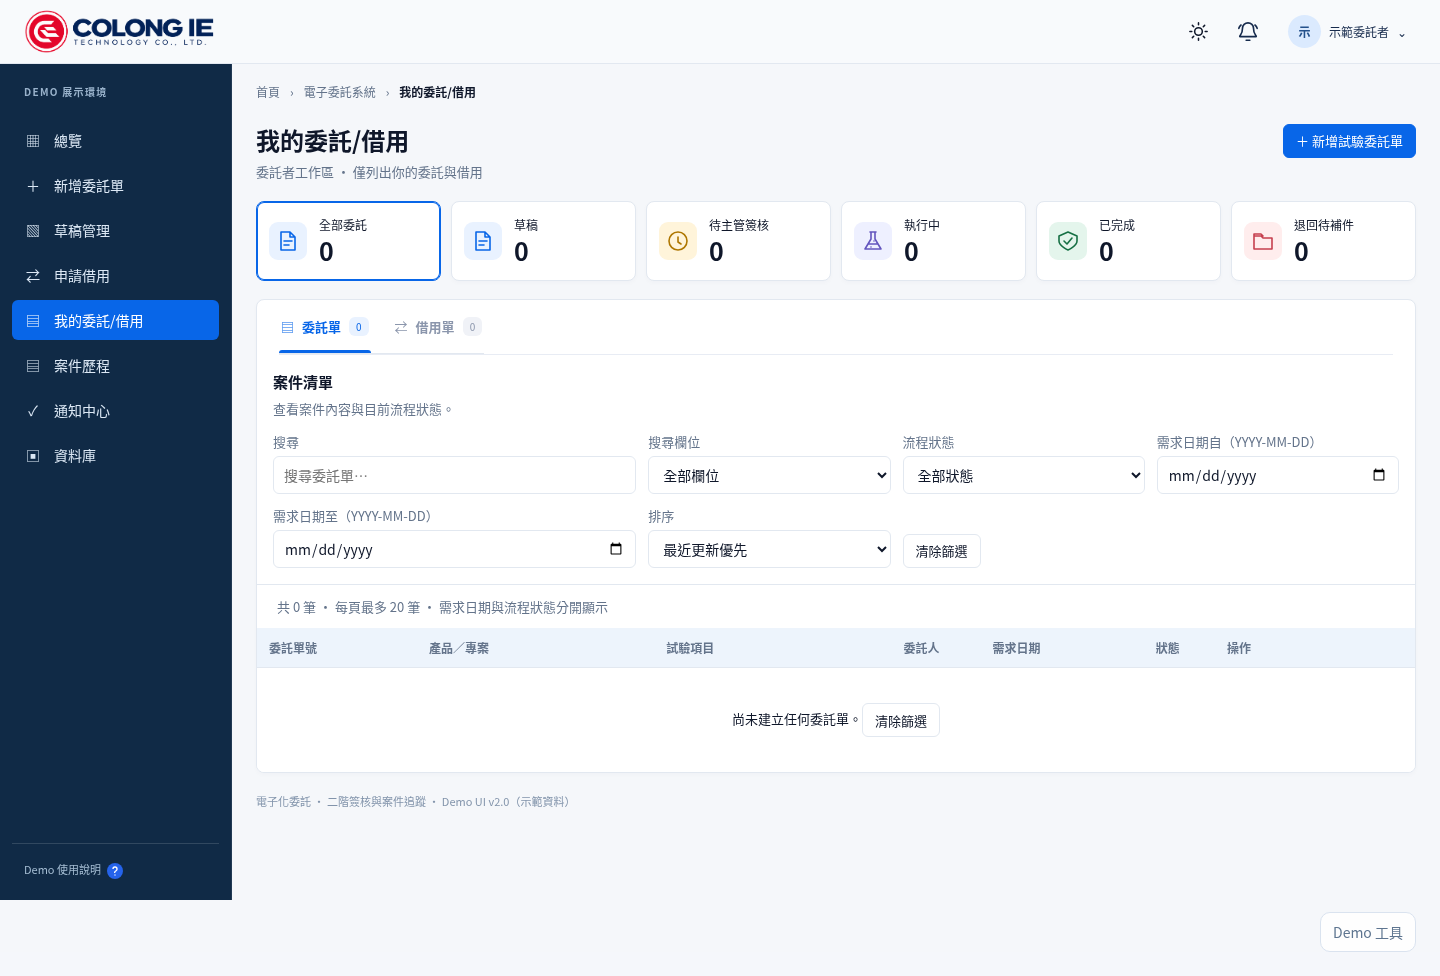 COLONG IE
TECHNOLOGY CO., LTD.
示
示範委託者
DEMO 展示環境
總覽
新增委託單
草稿管理
申請借用
我的委託/借用
案件歷程
通知中心
資料庫
Demo 使用說明 ?
首頁 › 電子委託系統 › 我的委託/借用
我的委託/借用
委託者工作區 • 僅列出你的委託與借用
＋ 新增試驗委託單
全部委託
0
草稿
0
待主管簽核
0
執行中
0
已完成
0
退回待補件
0
委託單 0
借用單 0
案件清單
查看案件內容與目前流程狀態。
搜尋
搜尋委託單…
搜尋欄位
全部欄位
流程狀態
全部狀態
需求日期自（YYYY-MM-DD）
mm/dd/yyyy
需求日期至（YYYY-MM-DD）
mm/dd/yyyy
排序
最近更新優先
清除篩選
共 0 筆 • 每頁最多 20 筆 • 需求日期與流程狀態分開顯示
委託單號 產品／專案 試驗項目 委託人 需求日期 狀態 操作
尚未建立任何委託單。 清除篩選
電子化委託 • 二階簽核與案件追蹤 • Demo UI v2.0（示範資料）
Demo 工具